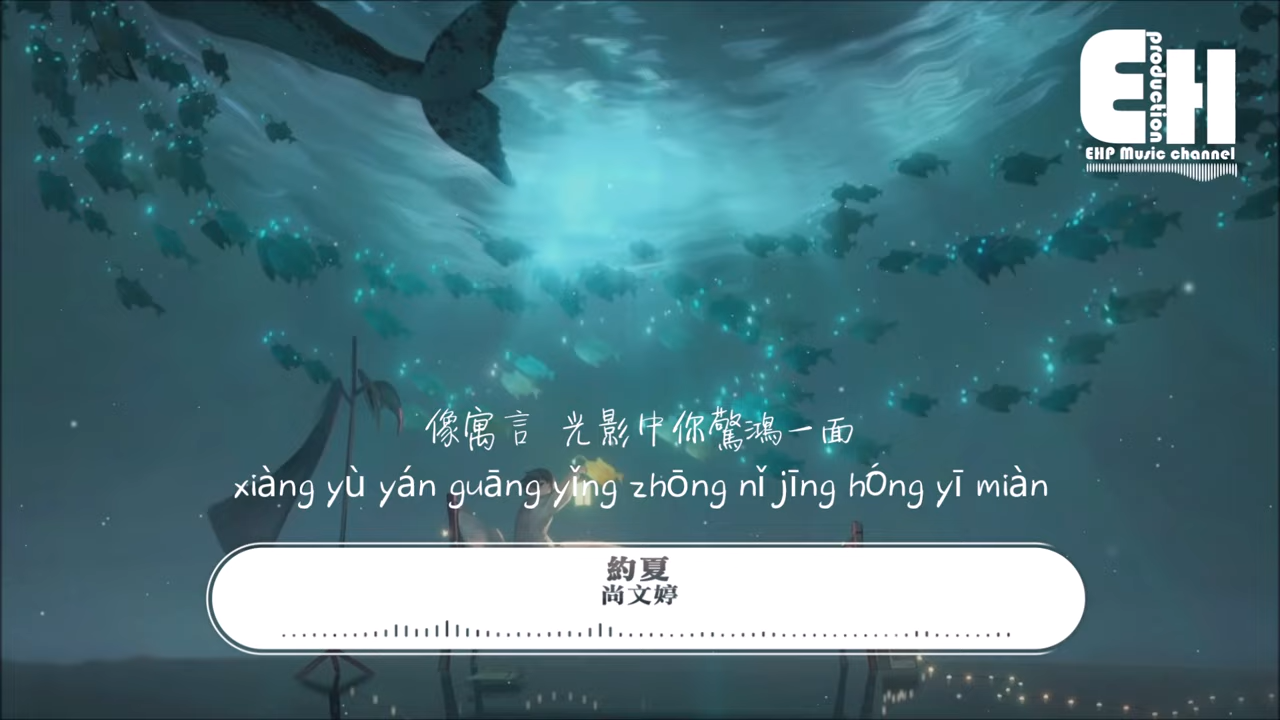 EH
production
EHP Music channel
像寓言 光影中你驚鴻一面
xiàng yù yán guāng yǐng zhōng nǐ jīng hóng yī miàn
約夏
尚文婷